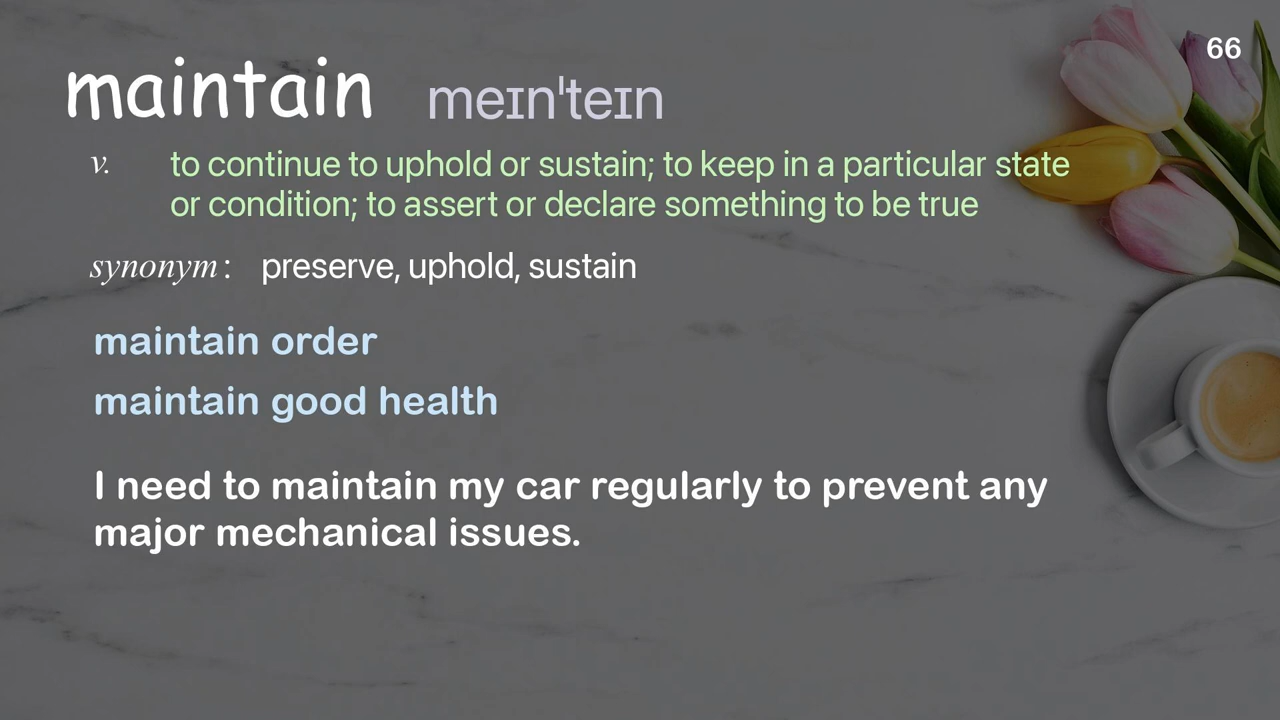 66
maintain meɪn'teɪn
v. to continue to uphold or sustain; to keep in a particular state
or condition; to assert or declare something to be true
synonym: preserve, uphold, sustain
maintain order
maintain good health
I need to maintain my car regularly to prevent any
major mechanical issues.